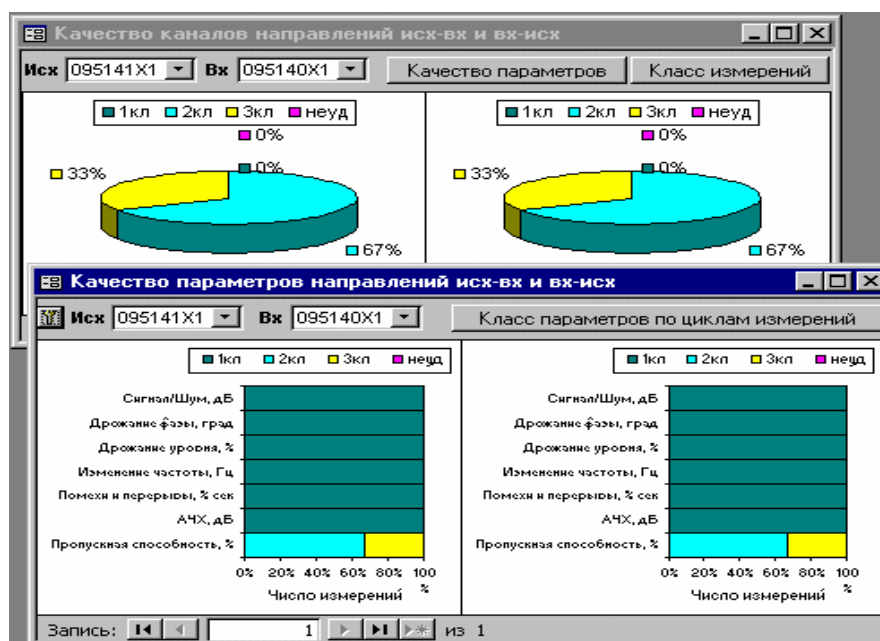 Качество каналов направлений исх-вх и вх-исх
Исх 095141X1 Вх 095140X1 Качество параметров Класс измерений
1кл 2кл 3кл неуд
0%
0%
33%
67%
1кл 2кл 3кл неуд
0%
0%
33%
67%
Качество параметров направлений исх-вх и вх-исх
Исх 095141X1 Вх 095140X1 Класс параметров по циклам измерений
1кл 2кл 3кл неуд
Сигнал/Шум, дБ
Дрожание фазы, град
Дрожание уровня, %
Изменение частоты, Гц
Помехи и перерывы, % сек
АЧХ, дБ
Пропускная способность, %
0% 20% 40% 60% 80% 100
%
Число измерений
1кл 2кл 3кл неуд
Сигнал/Шум, дБ
Дрожание фазы, град
Дрожание уровня, %
Изменение частоты, Гц
Помехи и перерывы, % сек
АЧХ, дБ
Пропускная способность, %
0% 20% 40% 60% 80% 100
%
Число измерений
Запись: 1 из 1